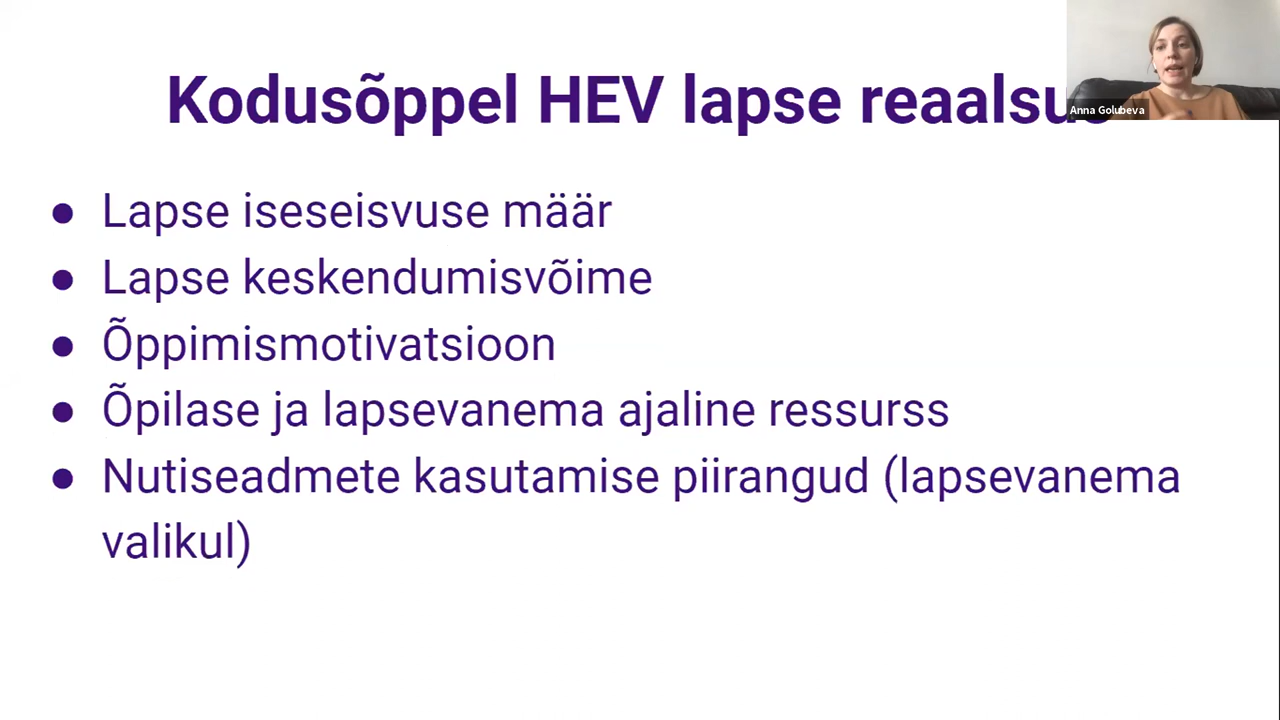 Kodusõppel HEV lapse reaalsus
Anna Golubeva
● Lapse iseseisvuse määr
● Lapse keskendumisvõime
● Õppimismotivatsioon
● Õpilase ja lapsevanema ajaline ressurss
● Nutiseadmete kasutamise piirangud (lapsevanema
valikul)